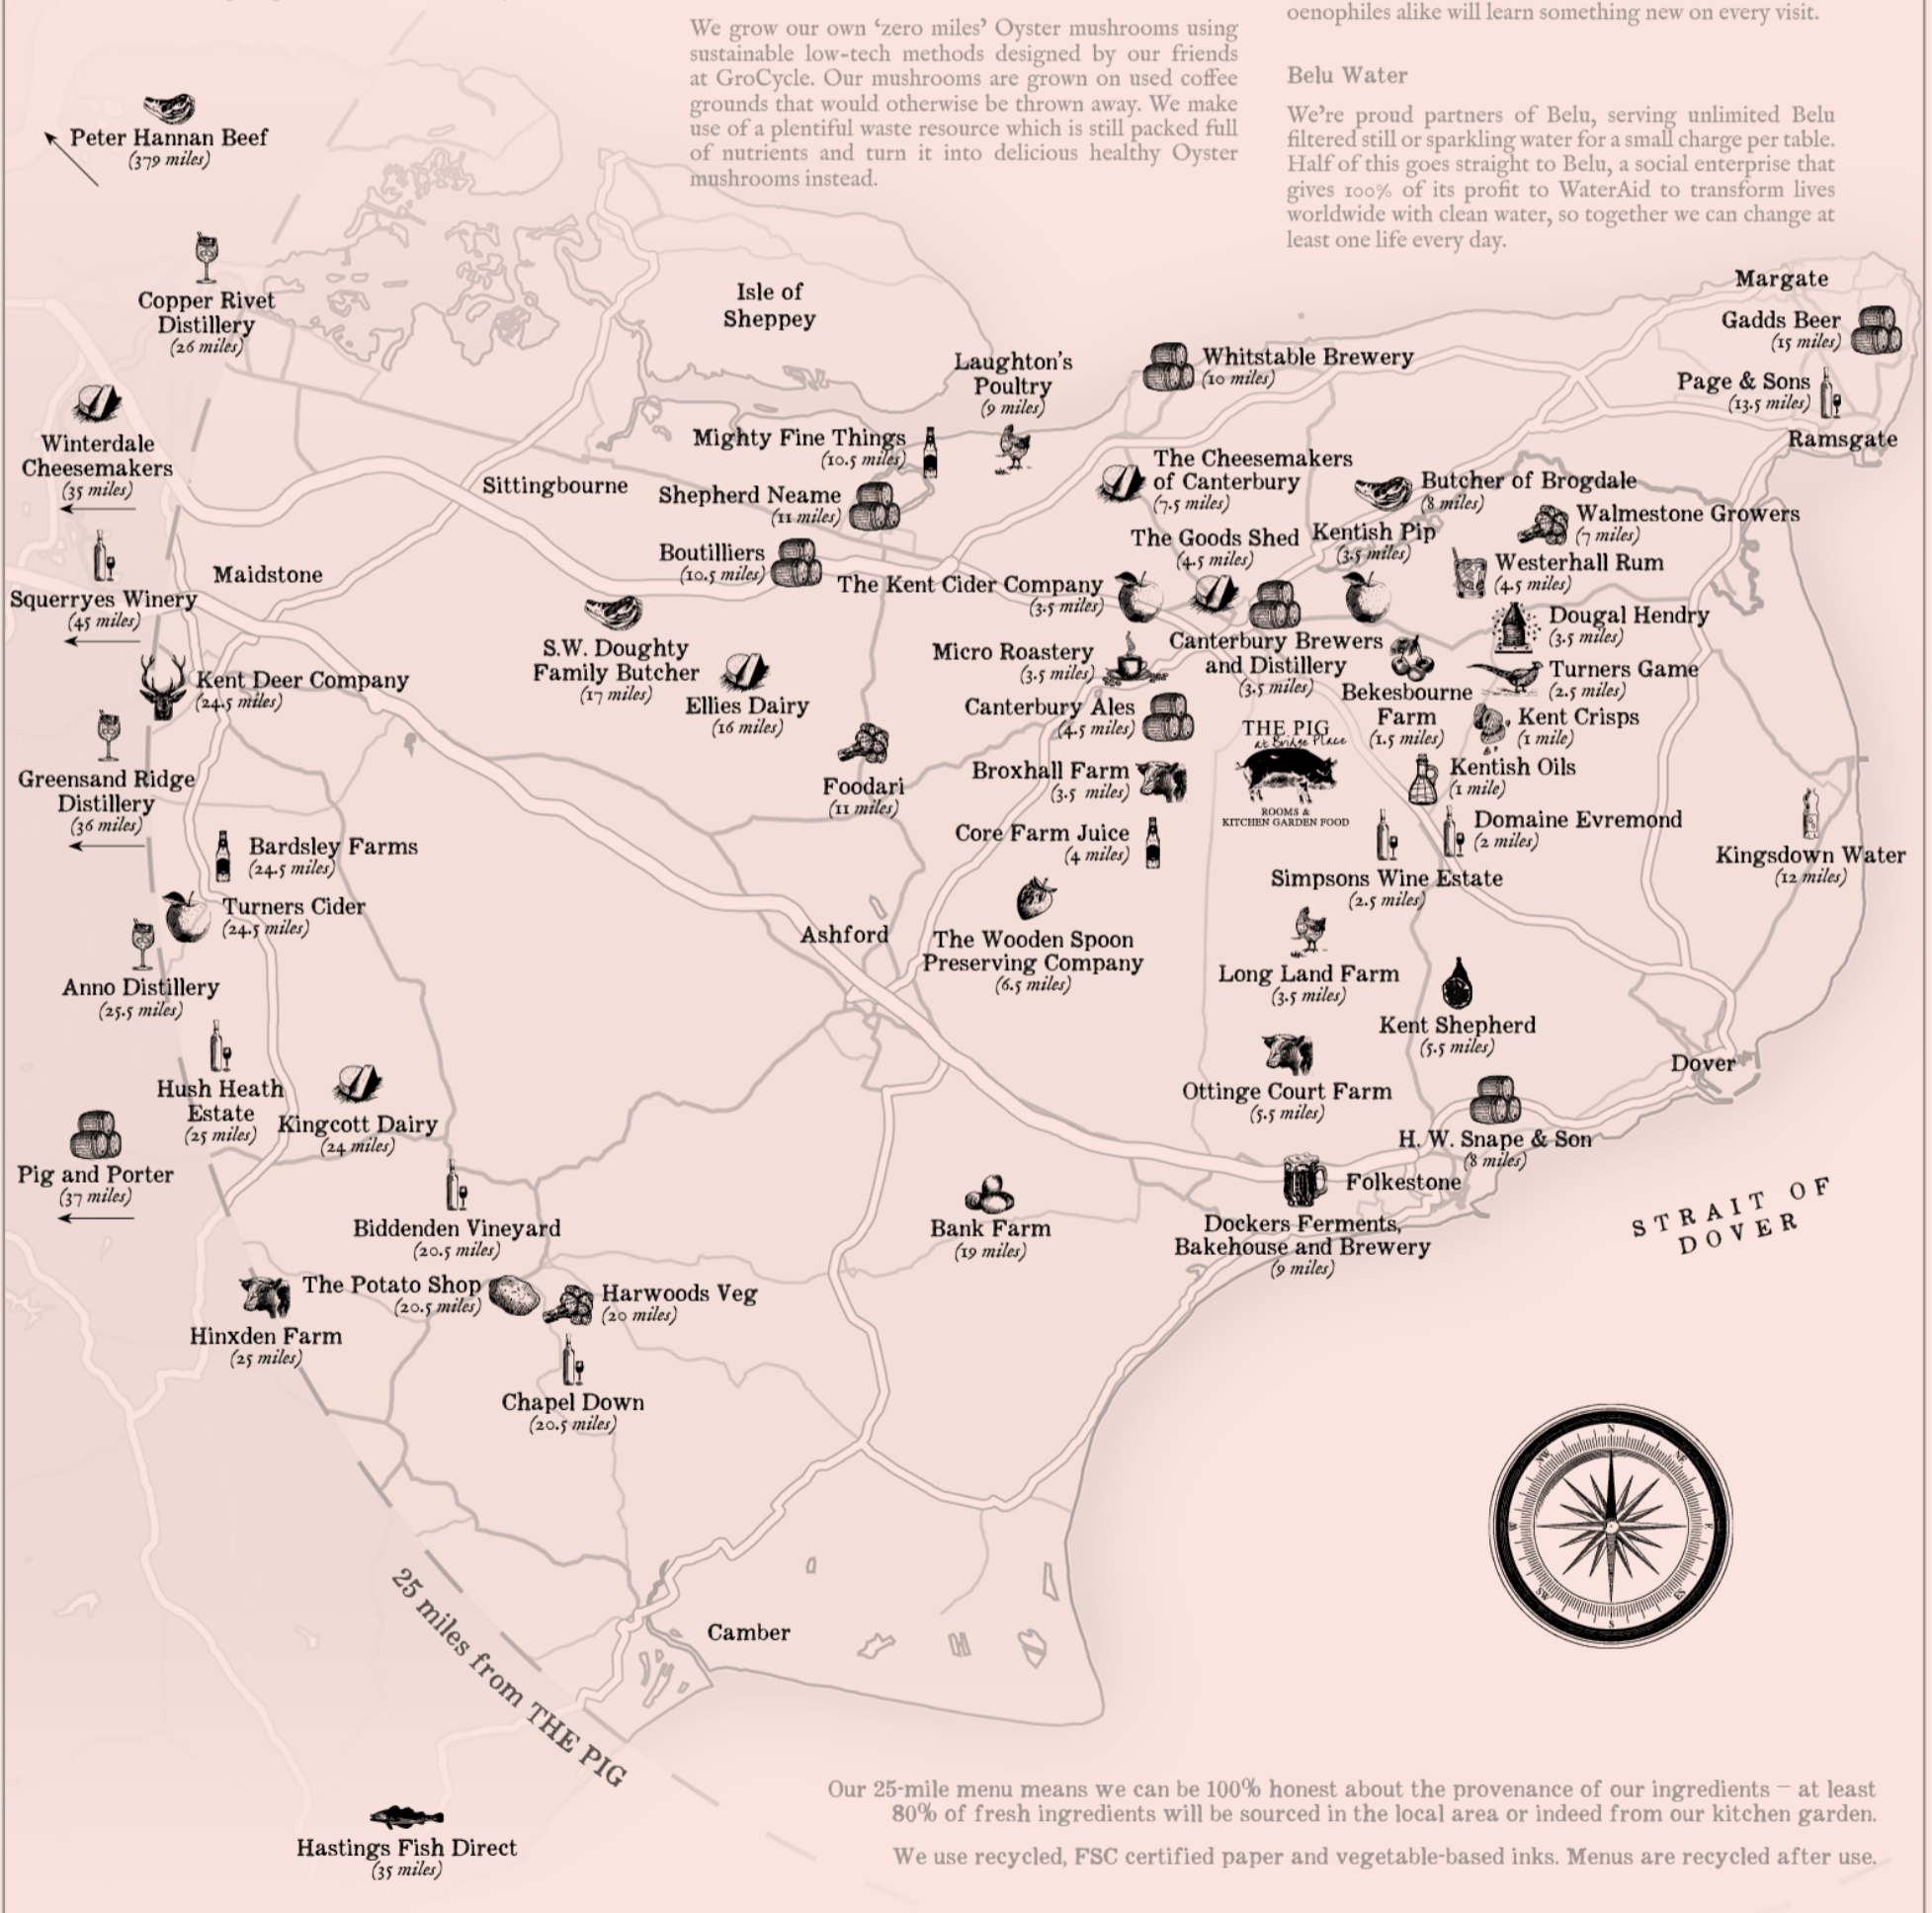 We grow our own ‘zero miles’ Oyster mushrooms using
sustainable low-tech methods designed by our friends
at GroCycle. Our mushrooms are grown on used coffee
grounds that would otherwise be thrown away. We make
use of a plentiful waste resource which is still packed full
of nutrients and turn it into delicious healthy Oyster
mushrooms instead.
oenophiles alike will learn something new on every visit.
Belu Water
We’re proud partners of Belu, serving unlimited Belu
filtered still or sparkling water for a small charge per table.
Half of this goes straight to Belu, a social enterprise that
gives 100% of its profit to WaterAid to transform lives
worldwide with clean water, so together we can change at
least one life every day.
Peter Hannan Beef
(379 miles)
Copper Rivet
Distillery
(26 miles)
Isle of
Sheppey
Margate
Gadds Beer
(15 miles)
Laughton’s
Poultry
(9 miles)
Whitstable Brewery
(10 miles)
Page & Sons
(13.5 miles)
Ramsgate
Winterdale
Cheesemakers
(35 miles)
Mighty Fine Things
(10.5 miles)
Sittingbourne
Shepherd Neame
(11 miles)
The Cheesemakers
of Canterbury
(7.5 miles)
Butcher of Brogdale
(8 miles)
Walmestone Growers
(7 miles)
The Goods Shed
(4.5 miles)
Kentish Pip
(3.5 miles)
Westerhall Rum
(4.5 miles)
Boutilliers
(10.5 miles)
The Kent Cider Company
(3.5 miles)
Maidstone
Squerryes Winery
(45 miles)
Dougal Hendry
(3.5 miles)
S.W. Doughty
Family Butcher
(17 miles)
Micro Roastery
(3.5 miles)
Canterbury Brewers
and Distillery
(3.5 miles)
Turners Game
(2.5 miles)
Kent Deer Company
(24.5 miles)
Ellies Dairy
(16 miles)
Canterbury Ales
(4.5 miles)
Bekesbourne
Farm
(1.5 miles)
Kent Crisps
(1 mile)
THE PIG
at Bridge Place
ROOMS &
KITCHEN GARDEN FOOD
Greensand Ridge
Distillery
(36 miles)
Foodari
(11 miles)
Broxhall Farm
(3.5 miles)
Kentish Oils
(1 mile)
Core Farm Juice
(4 miles)
Domaine Evremond
(2 miles)
Bardsley Farms
(24.5 miles)
Kingsdown Water
(12 miles)
Simpsons Wine Estate
(2.5 miles)
Turners Cider
(24.5 miles)
Ashford
The Wooden Spoon
Preserving Company
(6.5 miles)
Long Land Farm
(3.5 miles)
Anno Distillery
(25.5 miles)
Kent Shepherd
(5.5 miles)
Dover
Hush Heath
Estate
(25 miles)
Kingcott Dairy
(24 miles)
Ottinge Court Farm
(5.5 miles)
H. W. Snape & Son
(8 miles)
Pig and Porter
(37 miles)
Folkestone
Biddenden Vineyard
(20.5 miles)
Bank Farm
(19 miles)
Dockers Ferments,
Bakehouse and Brewery
(9 miles)
STRAIT OF
DOVER
The Potato Shop
(20.5 miles)
Harwoods Veg
(20 miles)
Hinxden Farm
(25 miles)
Chapel Down
(20.5 miles)
N
NE
E
ES
S
SW
W
NW
25 miles from THE PIG
Camber
Our 25-mile menu means we can be 100% honest about the provenance of our ingredients – at least
80% of fresh ingredients will be sourced in the local area or indeed from our kitchen garden.
We use recycled, FSC certified paper and vegetable-based inks. Menus are recycled after use.
Hastings Fish Direct
(35 miles)